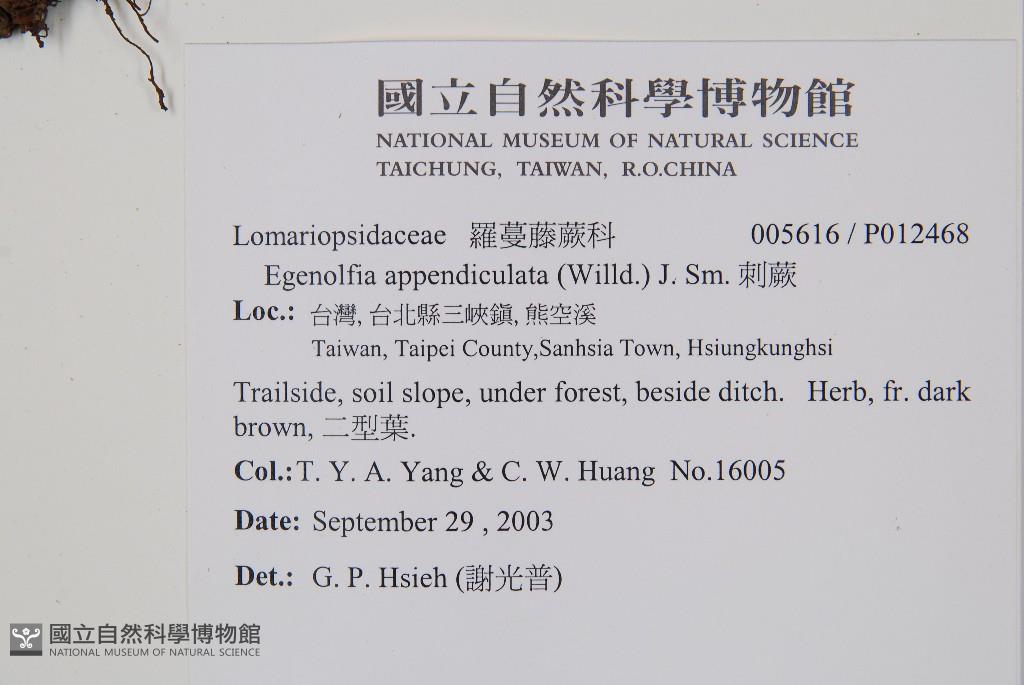 國立自然科學博物館
NATIONAL MUSEUM OF NATURAL SCIENCE
TAICHUNG, TAIWAN, R.O.CHINA
Lomariopsidaceae 羅蔓藤蕨科 005616 / P012468
Egenolfia appendiculata (Willd.) J. Sm. 刺蕨
Loc.: 台灣, 台北縣三峽鎭, 熊空溪
Taiwan, Taipei County,Sanhsia Town, Hsiungkunghsi
Trailside, soil slope, under forest, beside ditch. Herb, fr. dark
brown, 二型葉.
Col.:T. Y. A. Yang & C. W. Huang No.16005
Date: September 29 , 2003
Det.: G. P. Hsieh (謝光普)
國立自然科學博物館
NATIONAL MUSEUM OF NATURAL SCIENCE